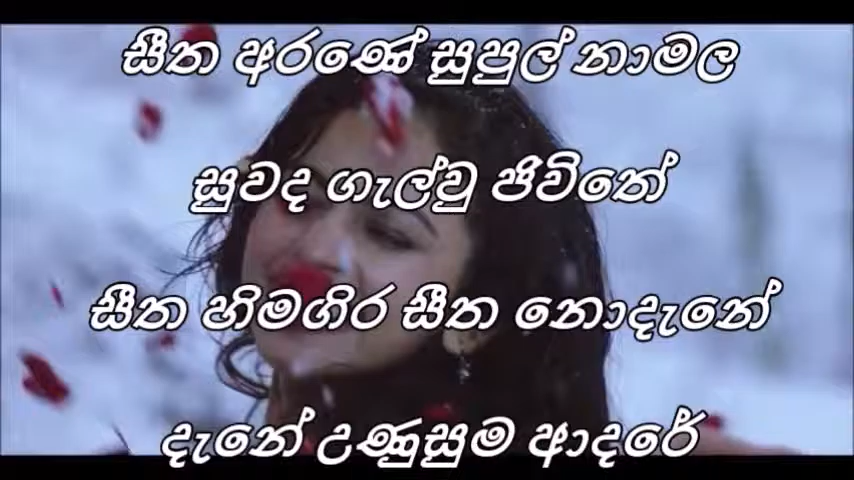 සීත අරණේ සුපුල් නාමල
සුවද ගැල්වු ජිවිතේ
සීත හිමගිර සීත නොදැනේ
දැනේ උණුසුම ආදරේ